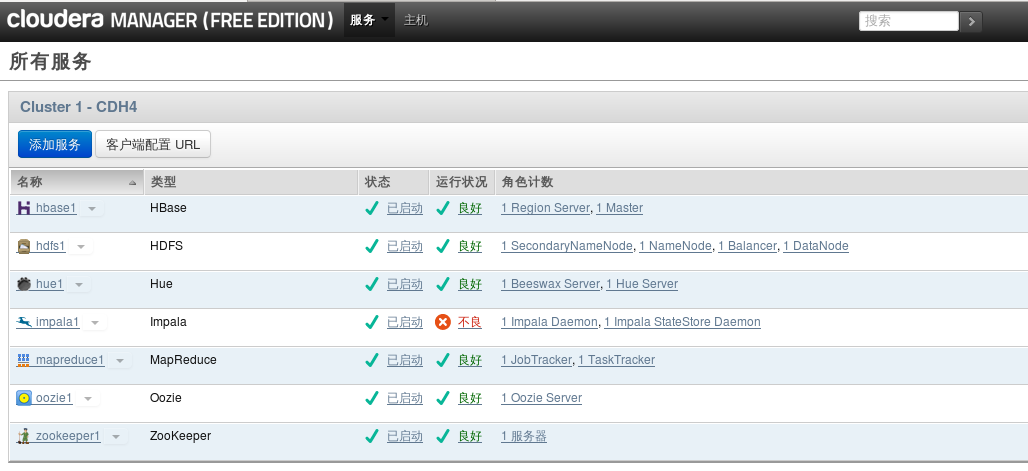 cloudera MANAGER (FREE EDITION) 服务 主机 搜索
所有服务
Cluster 1 - CDH4
添加服务 客户端配置 URL
名称 类型 状态 运行状况 角色计数
hbase1 HBase 已启动 良好 1 Region Server, 1 Master
hdfs1 HDFS 已启动 良好 1 SecondaryNameNode, 1 NameNode, 1 Balancer, 1 DataNode
hue1 Hue 已启动 良好 1 Beeswax Server, 1 Hue Server
impala1 Impala 已启动 不良 1 Impala Daemon, 1 Impala StateStore Daemon
mapreduce1 MapReduce 已启动 良好 1 JobTracker, 1 TaskTracker
oozie1 Oozie 已启动 良好 1 Oozie Server
zookeeper1 ZooKeeper 已启动 良好 1 服务器